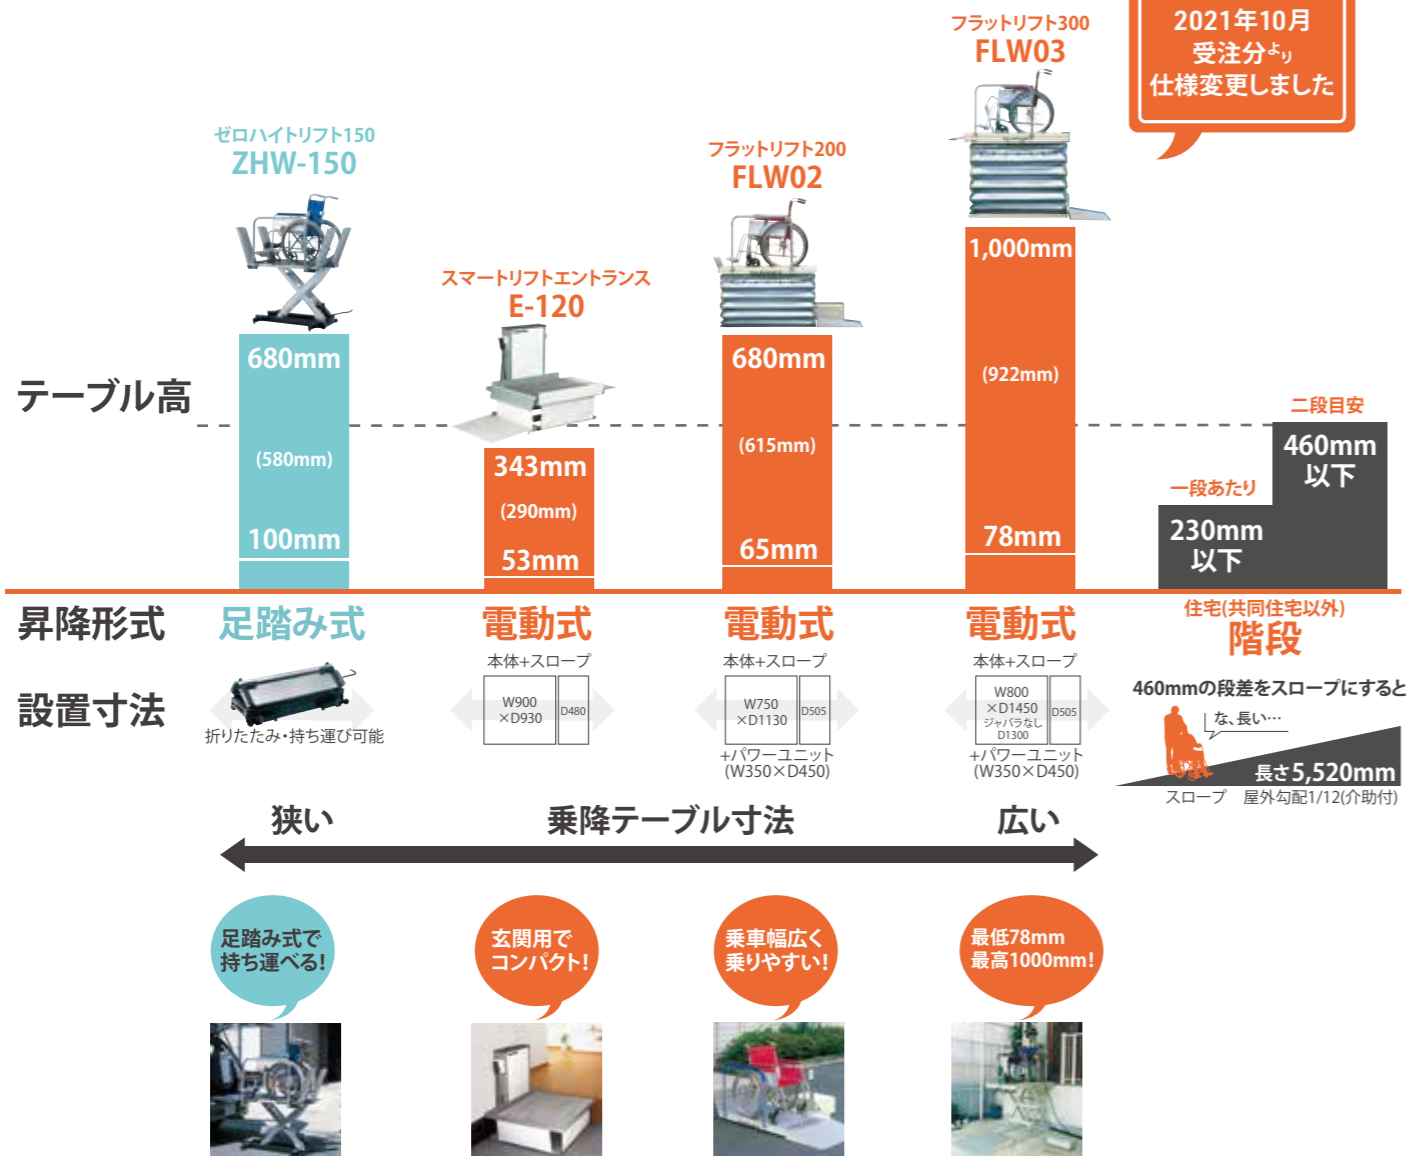 2021年10月
受注分より
仕様変更しました
フラットリフト300
FLW03
ゼロハイトリフト150
ZHW-150
フラットリフト200
FLW02
スマートリフトエントランス
E-120
テーブル高
680mm
(580mm)
100mm
343mm
(290mm)
53mm
680mm
(615mm)
65mm
1,000mm
(922mm)
78mm
二段目安
460mm
以下
一段あたり
230mm
以下
昇降形式
足踏み式
電動式
電動式
電動式
住宅(共同住宅以外)
階段
設置寸法
折りたたみ・持ち運び可能
本体+スロープ
W900
×D930
D480
本体+スロープ
W750
×D1130
D505
+パワーユニット
(W350×D450)
本体+スロープ
W800
×D1450
ジャバラなし
D1300
D505
+パワーユニット
(W350×D450)
460mmの段差をスロープにすると
な、長い…
長さ5,520mm
スロープ 屋外勾配1/12(介助付)
狭い 乗降テーブル寸法 広い
足踏み式で
持ち運べる!
玄関用で
コンパクト!
乗車幅広く
乗りやすい!
最低78mm
最高1000mm!